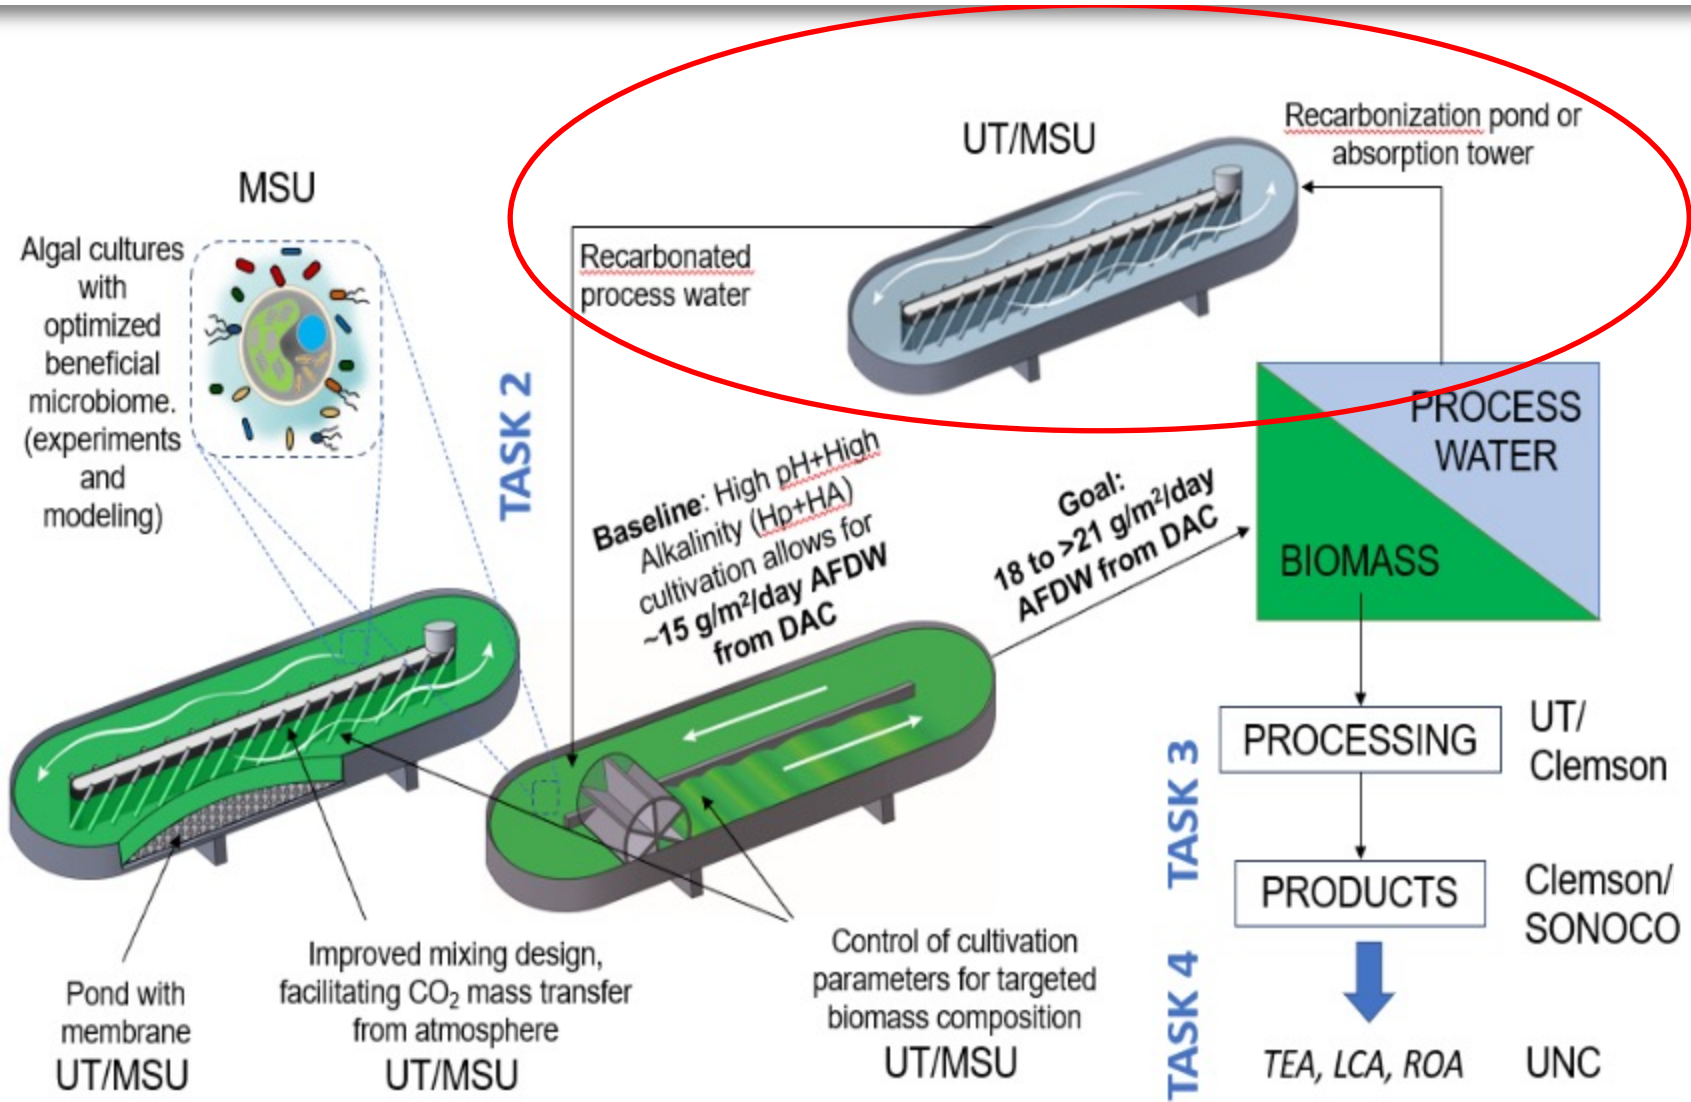 UT/MSU
Recarbonization pond or
absorption tower
MSU
Algal cultures
with
optimized
beneficial
microbiome.
(experiments
and
modeling)
Recarbonated
process water
TASK 2
Baseline: High pH+High
Alkalinity (Hp+HA)
cultivation allows for
~15 g/m²/day AFDW
from DAC
Goal:
18 to >21 g/m²/day
AFDW from DAC
PROCESS
WATER
BIOMASS
TASK 3
PROCESSING
UT/
Clemson
PRODUCTS
Clemson/
SONOCO
TASK 4
TEA, LCA, ROA
UNC
Pond with
membrane
UT/MSU
Improved mixing design,
facilitating CO₂ mass transfer
from atmosphere
UT/MSU
Control of cultivation
parameters for targeted
biomass composition
UT/MSU